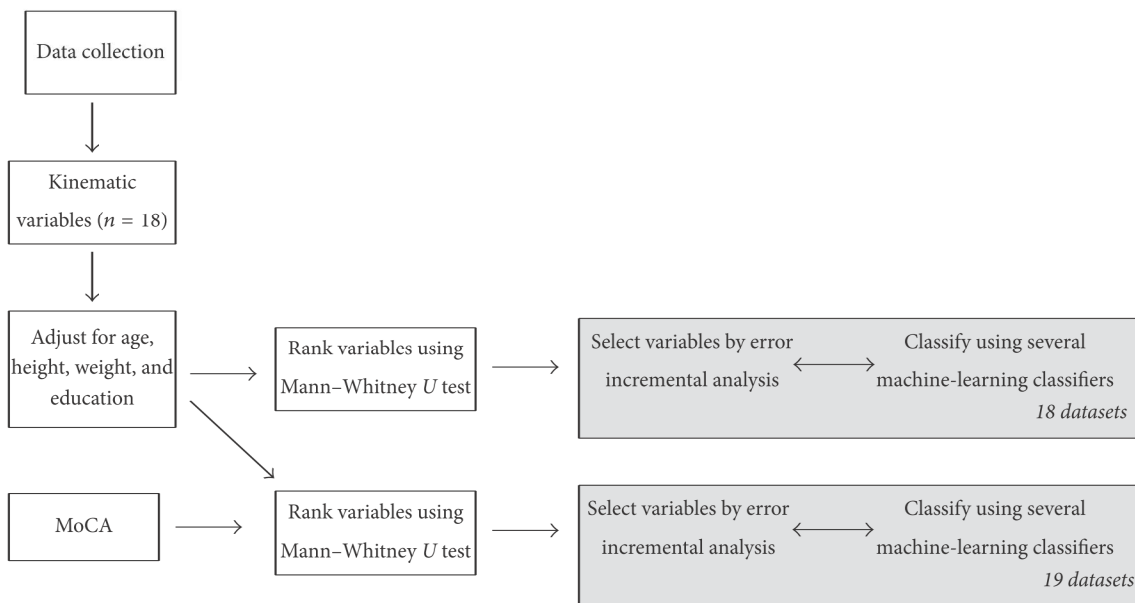 Data collection
Kinematic
variables (n = 18)
Adjust for age,
height, weight, and
education
Rank variables using
Mann–Whitney U test
Select variables by error
incremental analysis
Classify using several
machine-learning classifiers
18 datasets
MoCA
Rank variables using
Mann–Whitney U test
Select variables by error
incremental analysis
Classify using several
machine-learning classifiers
19 datasets